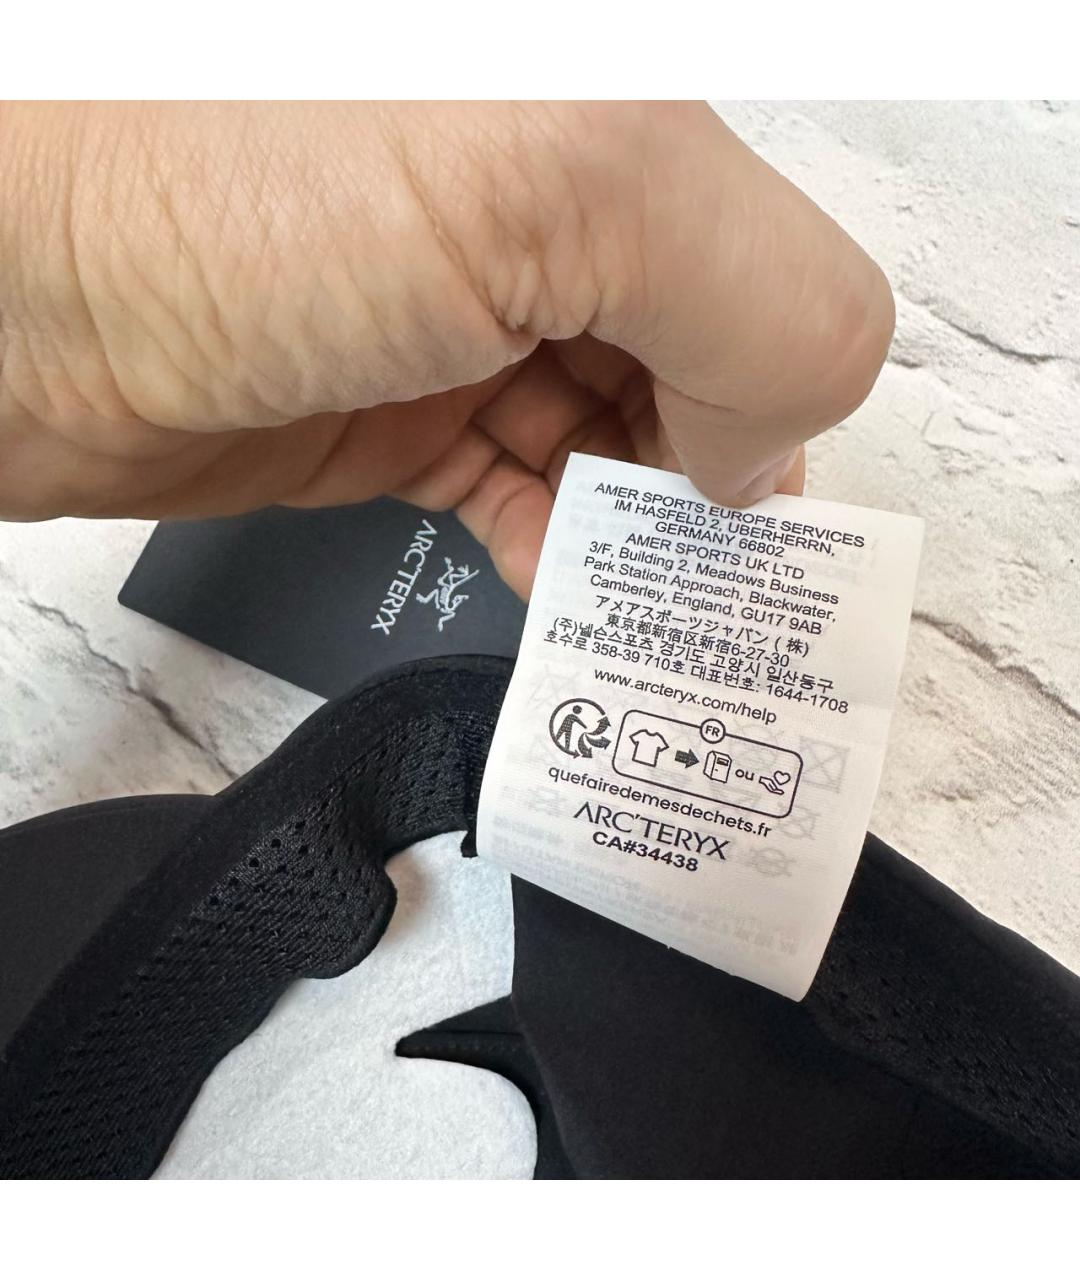 ARC'TERYX
AMER SPORTS EUROPE SERVICES
IM HASFELD 2, UBERHERRN,
GERMANY 66802
AMER SPORTS UK LTD
3/F, Building 2, Meadows Business
Park Station Approach, Blackwater,
Camberley, England, GU17 9AB
アメアスポーツジャパン（株）
東京都新宿区新宿6-27-30
(주)넬슨스포츠 경기도 고양시 일산동구
호수로 358-39 710호 대표번호: 1644-1708
www.arcteryx.com/help
FR
ou
quefairedemesdechets.fr
ARC'TERYX
CA#34438